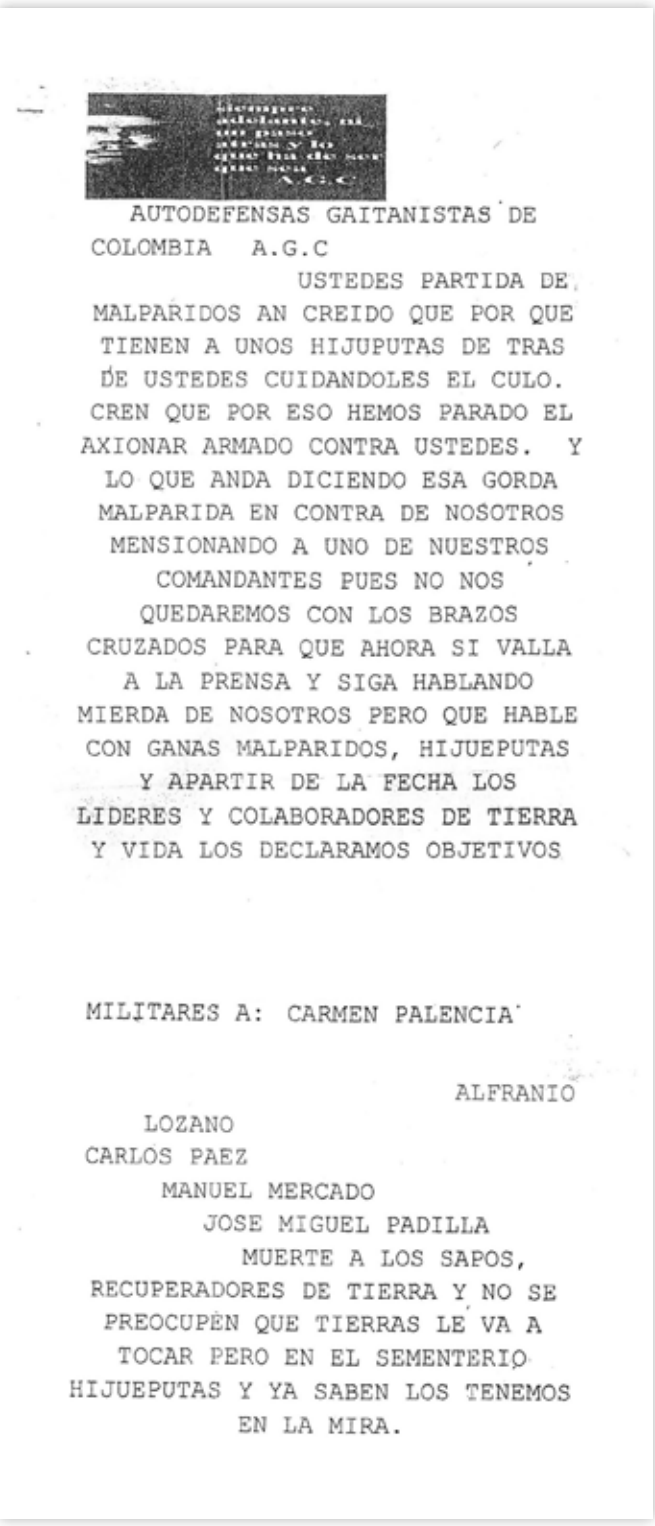 siempre
adelante, ni
un paso
atras y lo
que ha de ser
que sea
A.G.C
AUTODEFENSAS GAITANISTAS DE
COLOMBIA A.G.C
USTEDES PARTIDA DE
MALPARIDOS AN CREIDO QUE POR QUE
TIENEN A UNOS HIJUPUTAS DE TRAS
DE USTEDES CUIDANDOLES EL CULO.
CREN QUE POR ESO HEMOS PARADO EL
AXIONAR ARMADO CONTRA USTEDES. Y
LO QUE ANDA DICIENDO ESA GORDA
MALPARIDA EN CONTRA DE NOSOTROS
MENSIONANDO A UNO DE NUESTROS
COMANDANTES PUES NO NOS
QUEDAREMOS CON LOS BRAZOS
CRUZADOS PARA QUE AHORA SI VALLA
A LA PRENSA Y SIGA HABLANDO
MIERDA DE NOSOTROS PERO QUE HABLE
CON GANAS MALPARIDOS, HIJUEPUTAS
Y APARTIR DE LA FECHA LOS
LIDERES Y COLABORADORES DE TIERRA
Y VIDA LOS DECLARAMOS OBJETIVOS
MILITARES A: CARMEN PALENCIA
ALFRANIO
LOZANO
CARLOS PAEZ
MANUEL MERCADO
JOSE MIGUEL PADILLA
MUERTE A LOS SAPOS,
RECUPERADORES DE TIERRA Y NO SE
PREOCUPEN QUE TIERRAS LE VA A
TOCAR PERO EN EL SEMENTERIO
HIJUEPUTAS Y YA SABEN LOS TENEMOS
EN LA MIRA.